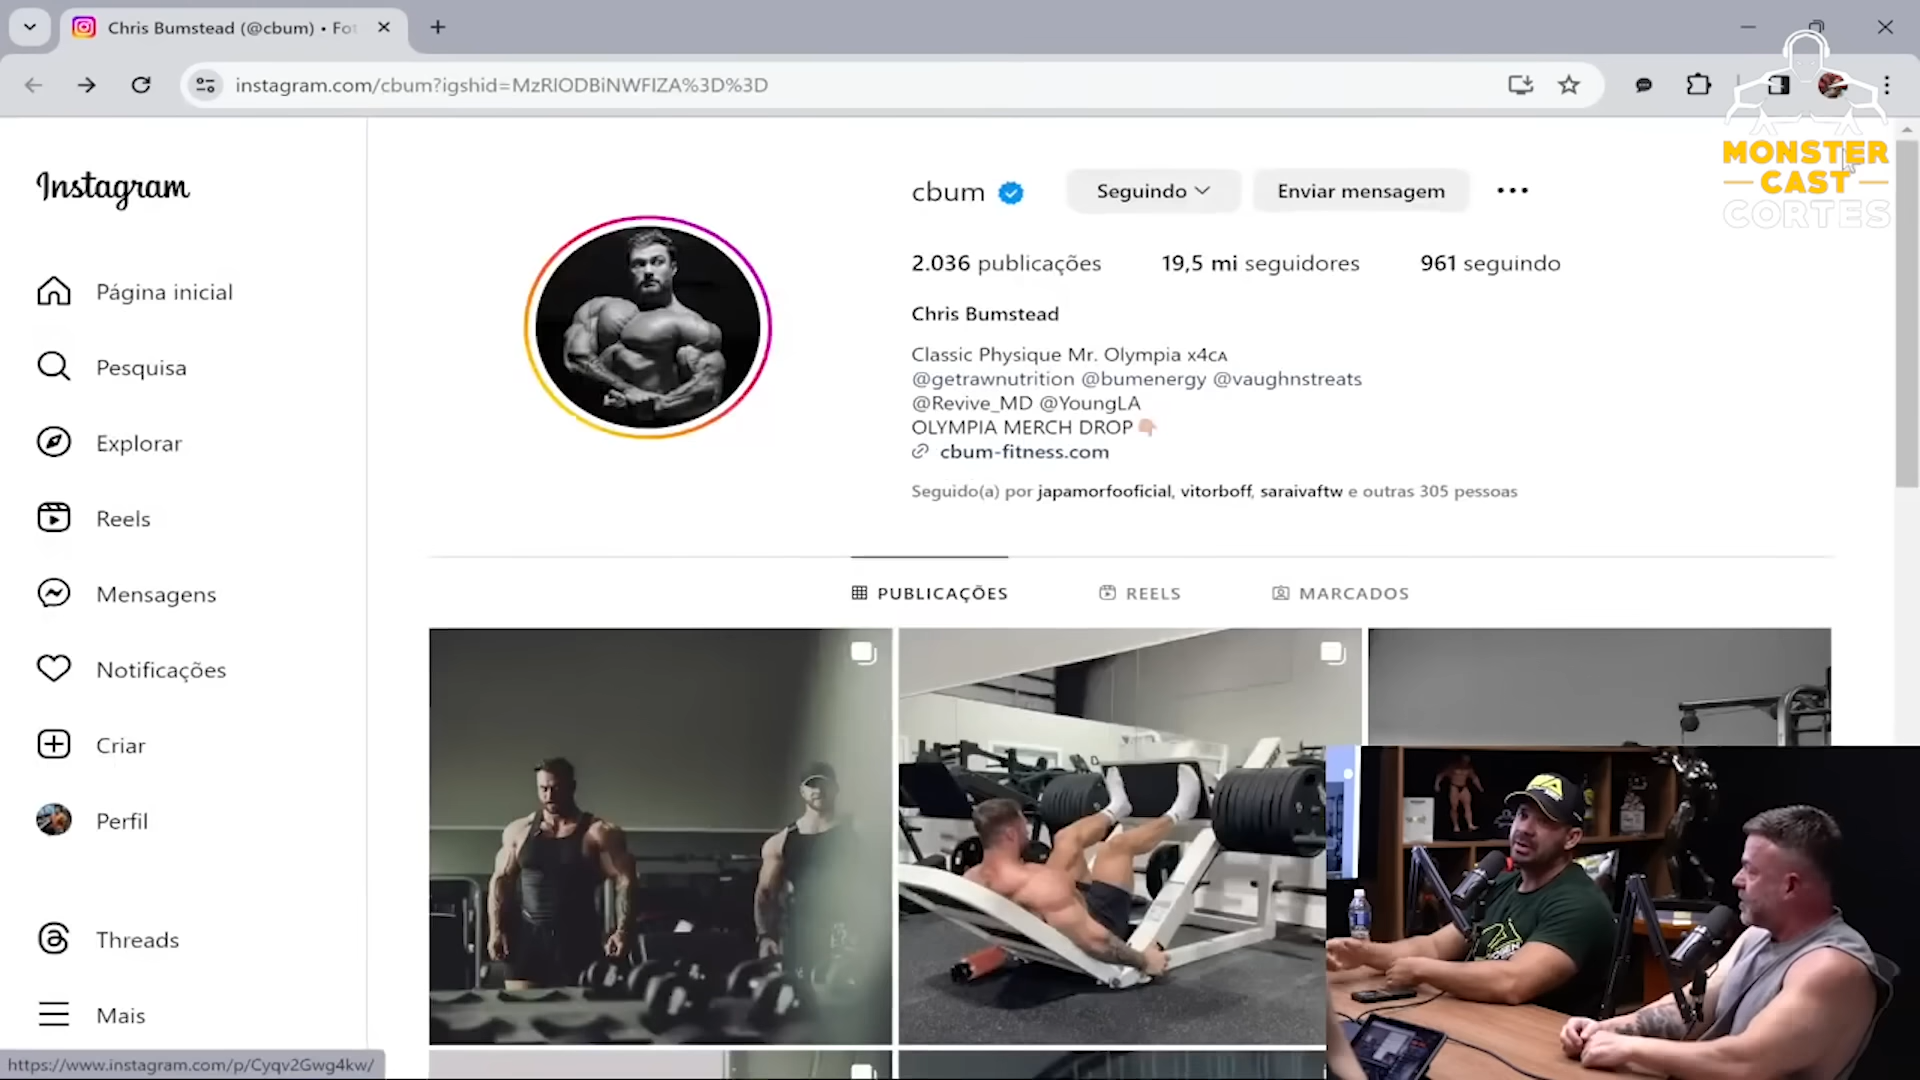 Chris Bumstead (@cbum) • Fot
instagram.com/cbum?igshid=MzRlODBiNWFlZA%3D%3D
MONSTER
CAST
CORTES
Instagram
Página inicial
Pesquisa
Explorar
Reels
Mensagens
Notificações
Criar
Perfil
Threads
Mais
cbum
Seguindo
Enviar mensagem
2.036 publicações
19,5 mi seguidores
961 seguindo
Chris Bumstead
Classic Physique Mr. Olympia x4CA
@getrawnutrition @bumenergy @vaughnstreats
@Revive_MD @YoungLA
OLYMPIA MERCH DROP👇🏼
cbum-fitness.com
Seguido(a) por japamorfooficial, vitorboff, saraivaftw e outras 305 pessoas
PUBLICAÇÕES
REELS
MARCADOS
https://www.instagram.com/p/Cyqv2Gwg4kw/